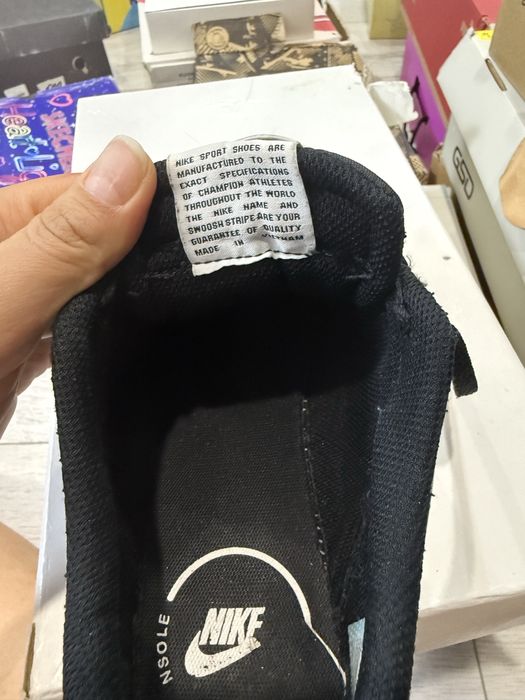 NIKE SPORT SHOES ARE
MANUFACTURED TO THE
EXACT SPECIFICATIONS
OF CHAMPION ATHLETES
THROUGHOUT THE WORLD
THE NIKE NAME AND
SWOOSH STRIPE ARE YOUR
GUARANTEE OF QUALITY
MADE IN VIETNAM
NSOLE
NIKE